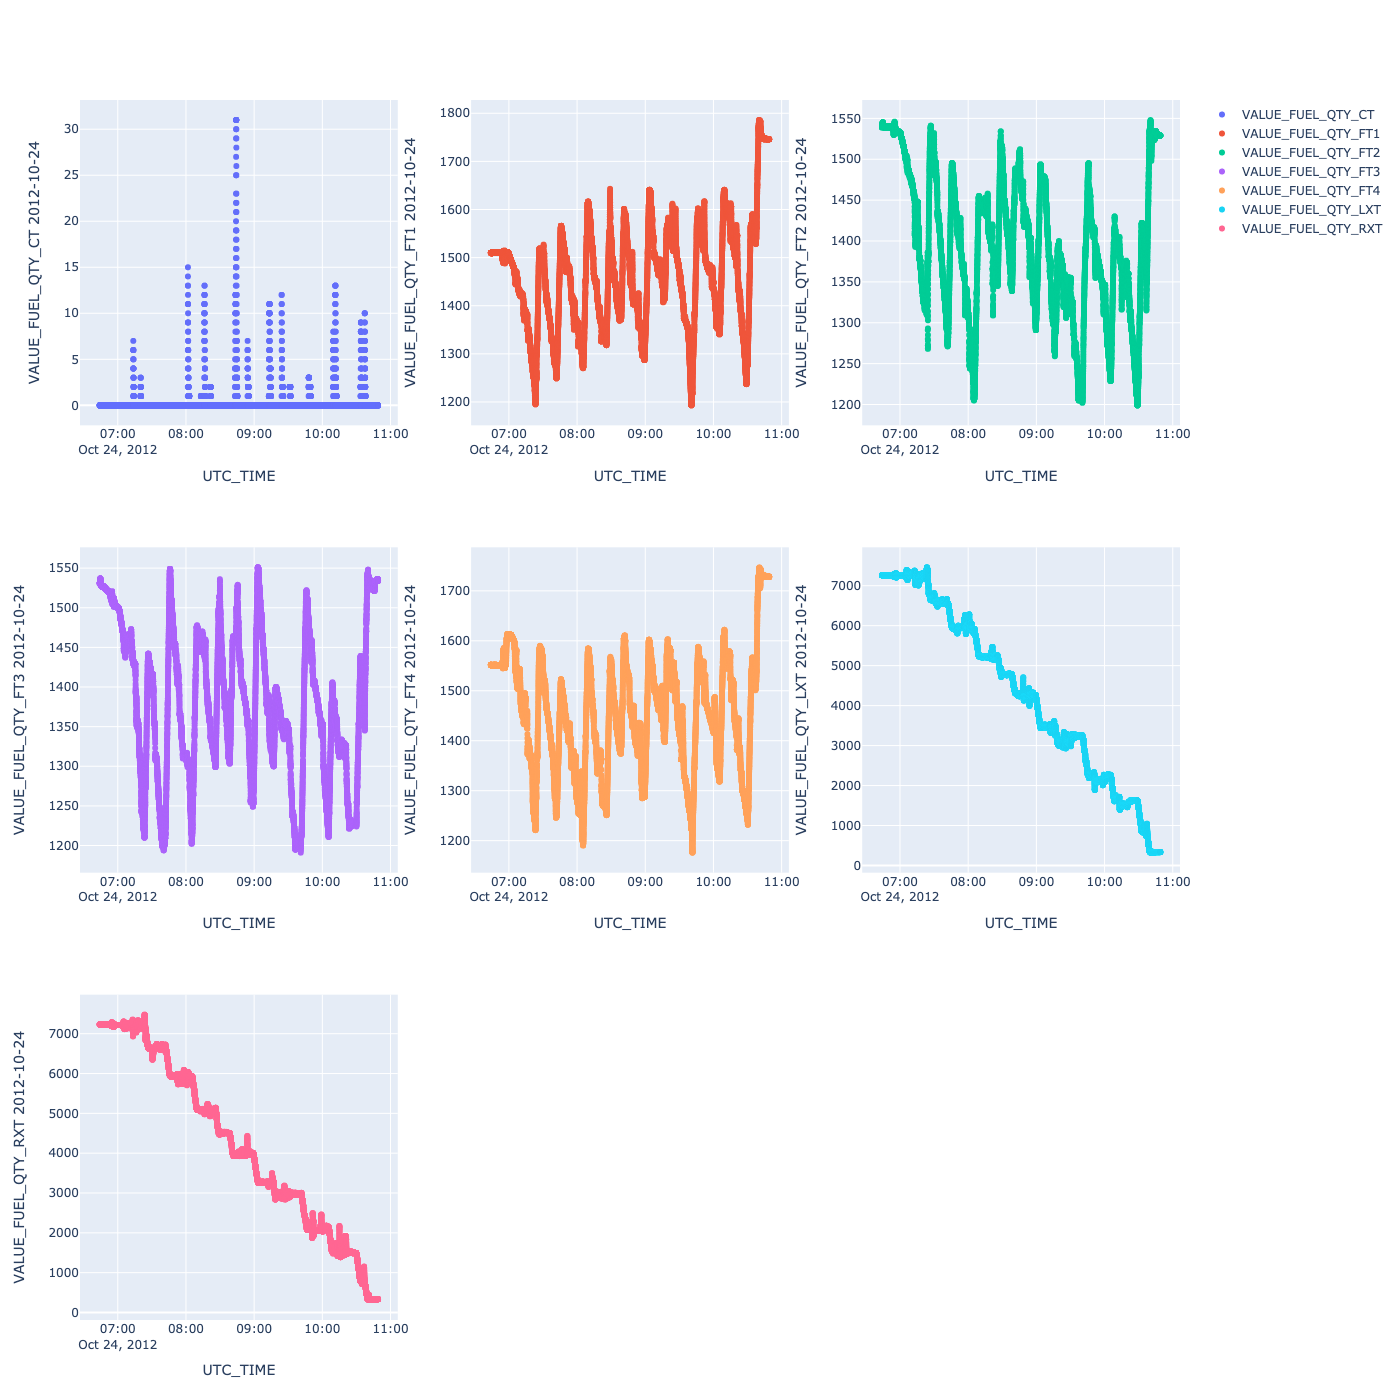 VALUE_FUEL_QTY_CT 2012-10-24
30
25
20
15
10
5
0
07:00 08:00 09:00 10:00 11:00
Oct 24, 2012
UTC_TIME
VALUE_FUEL_QTY_FT1 2012-10-24
1800
1700
1600
1500
1400
1300
1200
07:00 08:00 09:00 10:00 11:00
Oct 24, 2012
UTC_TIME
VALUE_FUEL_QTY_FT2 2012-10-24
1550
1500
1450
1400
1350
1300
1250
1200
07:00 08:00 09:00 10:00 11:00
Oct 24, 2012
UTC_TIME
VALUE_FUEL_QTY_CT
VALUE_FUEL_QTY_FT1
VALUE_FUEL_QTY_FT2
VALUE_FUEL_QTY_FT3
VALUE_FUEL_QTY_FT4
VALUE_FUEL_QTY_LXT
VALUE_FUEL_QTY_RXT
VALUE_FUEL_QTY_FT3 2012-10-24
1550
1500
1450
1400
1350
1300
1250
1200
07:00 08:00 09:00 10:00 11:00
Oct 24, 2012
UTC_TIME
VALUE_FUEL_QTY_FT4 2012-10-24
1700
1600
1500
1400
1300
1200
07:00 08:00 09:00 10:00 11:00
Oct 24, 2012
UTC_TIME
VALUE_FUEL_QTY_LXT 2012-10-24
7000
6000
5000
4000
3000
2000
1000
0
07:00 08:00 09:00 10:00 11:00
Oct 24, 2012
UTC_TIME
VALUE_FUEL_QTY_RXT 2012-10-24
7000
6000
5000
4000
3000
2000
1000
0
07:00 08:00 09:00 10:00 11:00
Oct 24, 2012
UTC_TIME